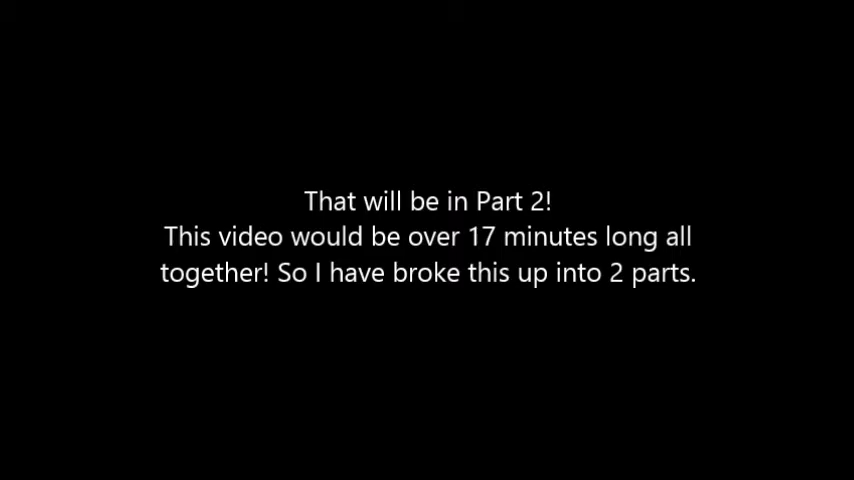 That will be in Part 2!
This video would be over 17 minutes long all
together! So I have broke this up into 2 parts.